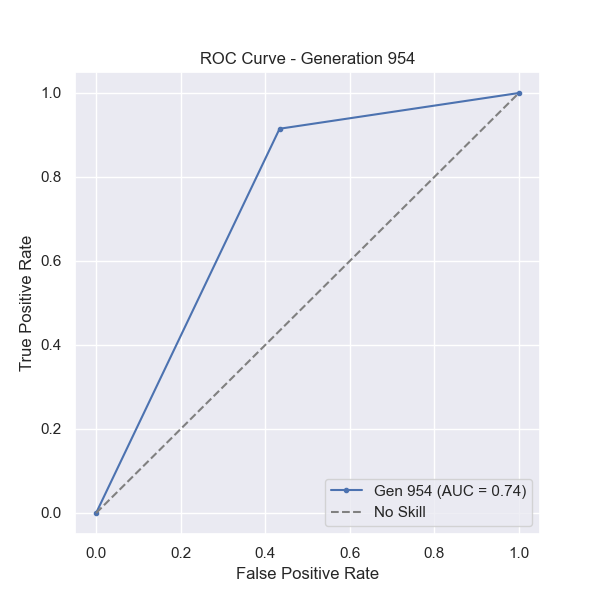 ROC Curve - Generation 954
1.0
0.8
0.6
0.4
0.2
0.0
True Positive Rate
Gen 954 (AUC = 0.74)
No Skill
0.0 0.2 0.4 0.6 0.8 1.0
False Positive Rate